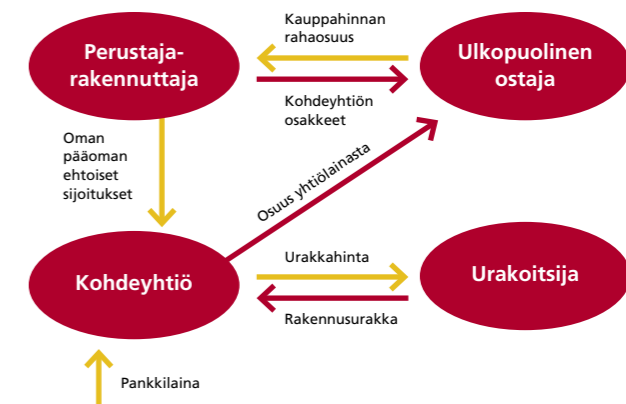 Kauppahinnan
rahaosuus
Perustaja-
rakennuttaja
Ulkopuolinen
ostaja
Kohdeyhtiön
osakkeet
Oman
pääoman
ehtoiset
sijoitukset
Osuus yhtiölainasta
Kohdeyhtiö
Urakkahinta
Urakoitsija
Rakennusurakka
Pankkilaina